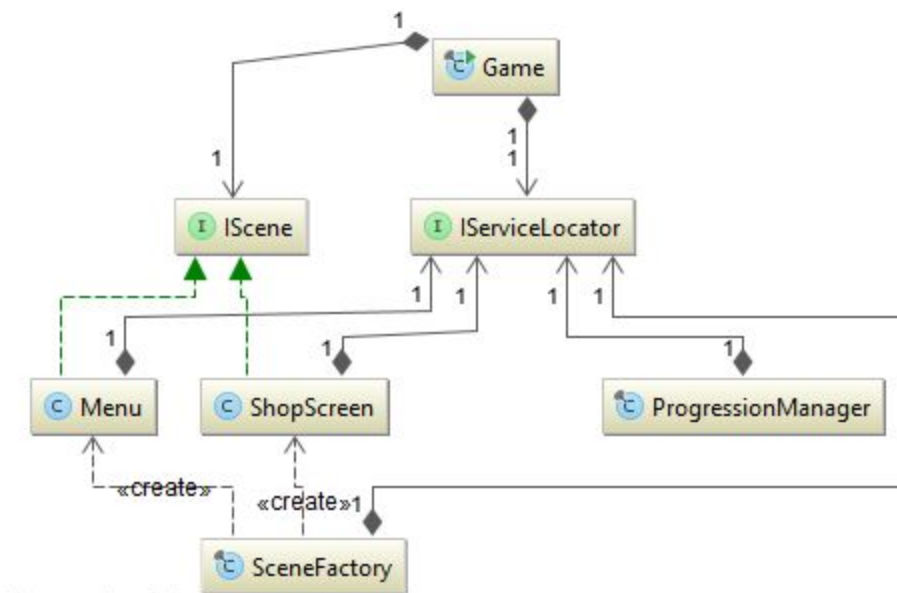 1
Game
1
1
1
I IScene
I IServiceLocator
1
1
1
1
1
1
1
C Menu
C ShopScreen
C ProgressionManager
«create»
«create»
1
C SceneFactory